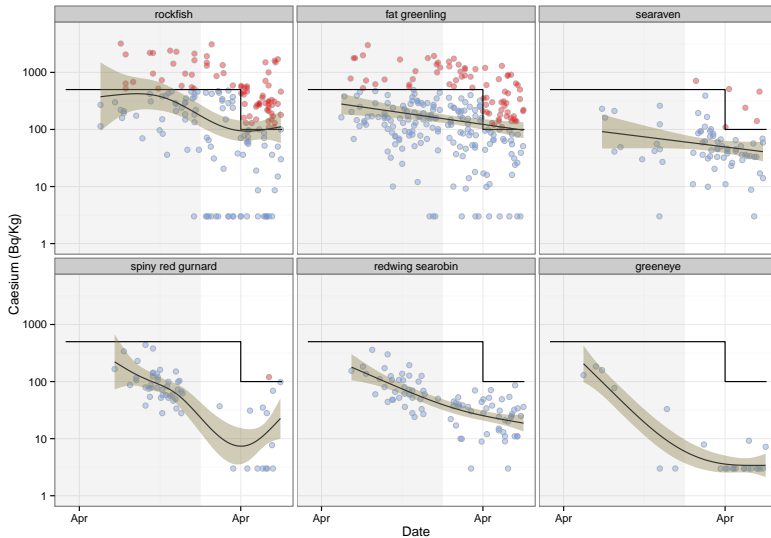 rockfish
fat greenling
searaven
1000
100
10
1
Caesium (Bq/Kg)
spiny red gurnard
redwing searobin
greeneye
1000
100
10
1
Apr
Apr
Apr
Apr
Apr
Apr
Date